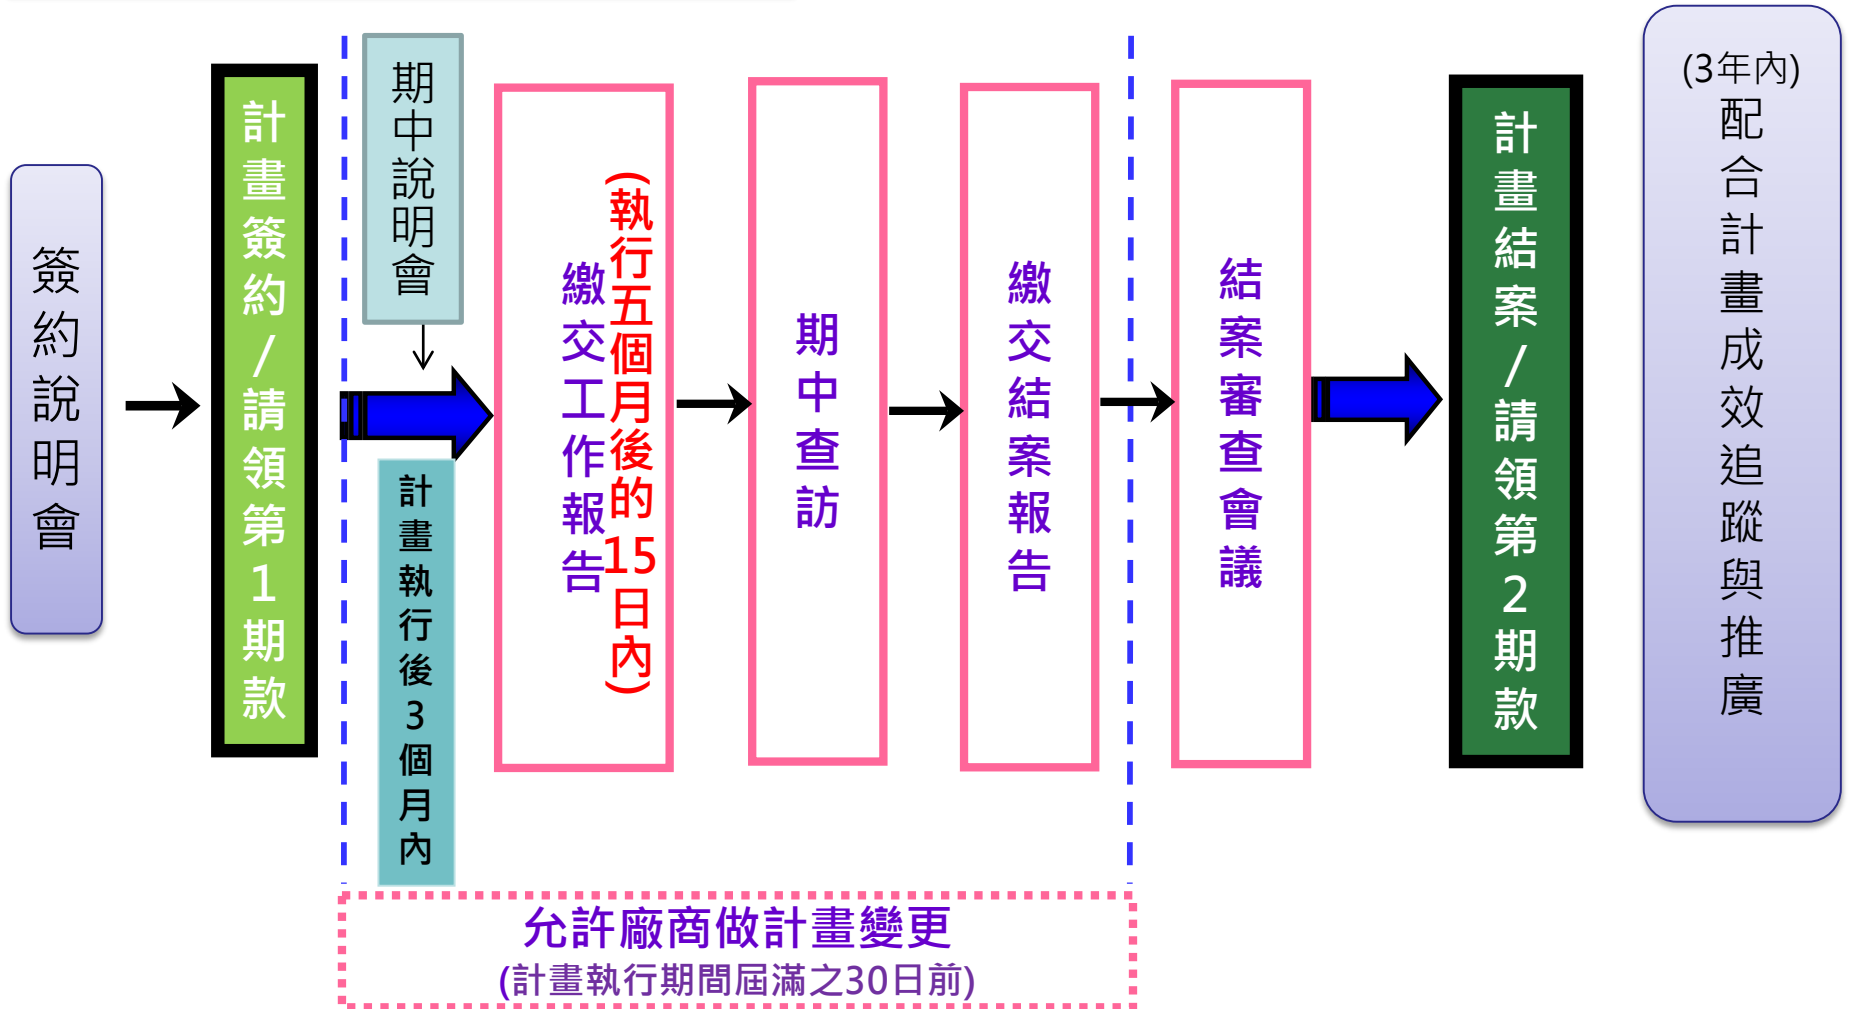 簽約說明會
計畫簽約/請領第1期款
期中說明會
計畫執行後3個月內
繳交工作報告
(執行五個月後的15日內)
期中查訪
繳交結案報告
結案審查會議
計畫結案/請領第2期款
(3年內)
配合計畫成效追蹤與推廣
允許廠商做計畫變更
(計畫執行期間屆滿之30日前)